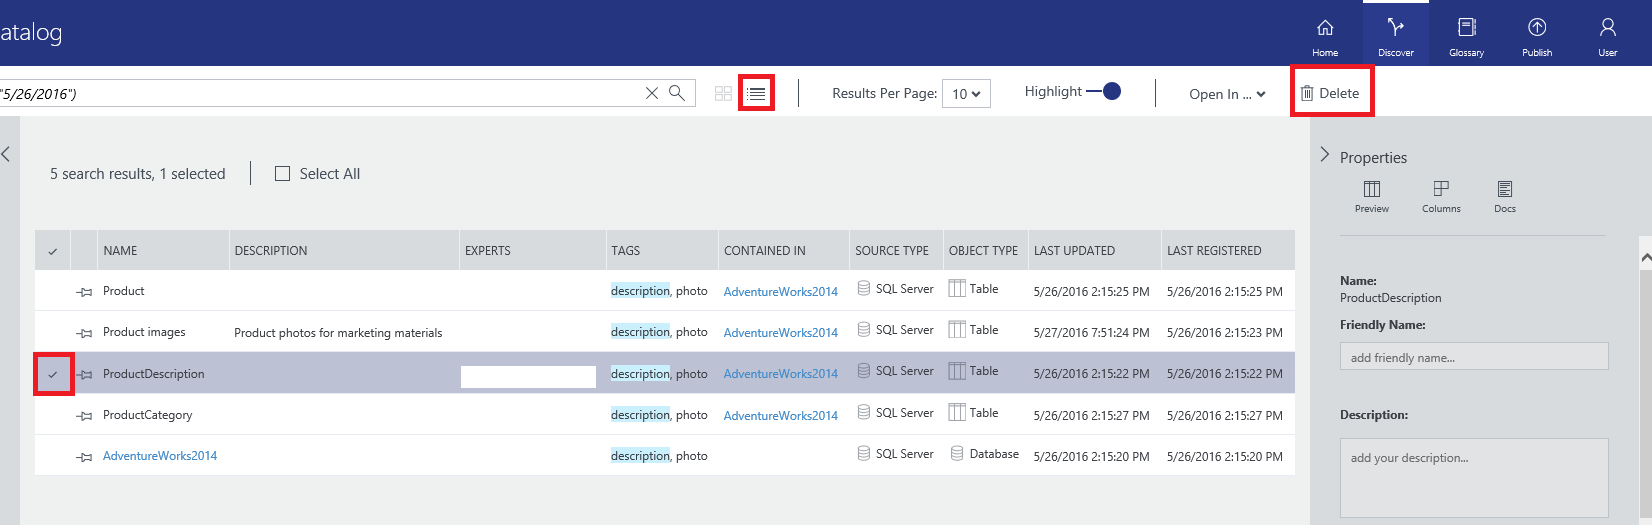 atalog
Home
Discover
Glossary
Publish
User
"5/26/2016")
Results Per Page: 10
Highlight
Open In ...
Delete
5 search results, 1 selected
Select All
NAME DESCRIPTION EXPERTS TAGS CONTAINED IN SOURCE TYPE OBJECT TYPE LAST UPDATED LAST REGISTERED
Product description, photo AdventureWorks2014 SQL Server Table 5/26/2016 2:15:25 PM 5/26/2016 2:15:25 PM
Product images Product photos for marketing materials description, photo AdventureWorks2014 SQL Server Table 5/27/2016 7:51:24 PM 5/26/2016 2:15:23 PM
ProductDescription description, photo AdventureWorks2014 SQL Server Table 5/26/2016 2:15:22 PM 5/26/2016 2:15:22 PM
ProductCategory description, photo AdventureWorks2014 SQL Server Table 5/26/2016 2:15:27 PM 5/26/2016 2:15:27 PM
AdventureWorks2014 description, photo SQL Server Database 5/26/2016 2:15:20 PM 5/26/2016 2:15:20 PM
Properties
Preview
Columns
Docs
Name:
ProductDescription
Friendly Name:
add friendly name...
Description:
add your description...